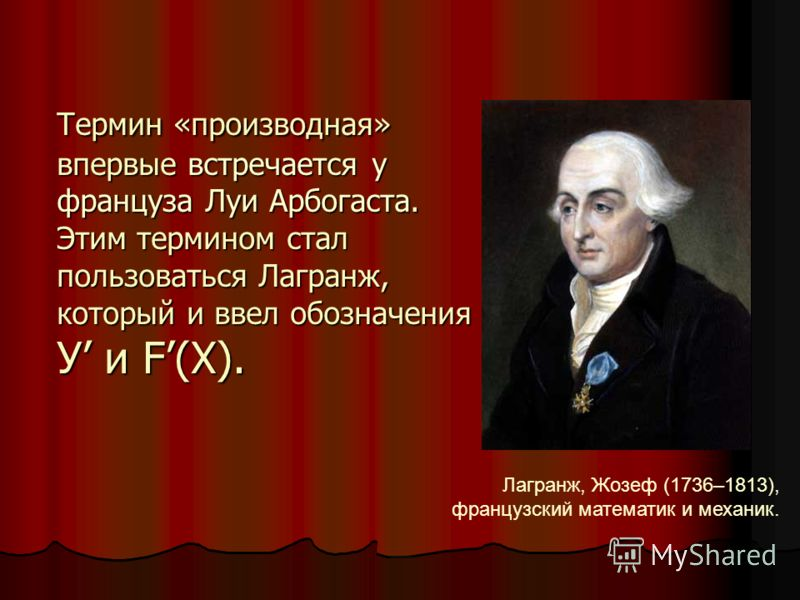 Термин «производная»
впервые встречается у
француза Луи Арбогаста.
Этим термином стал
пользоваться Лагранж,
который и ввел обозначения
У’ и F’(X).
Лагранж, Жозеф (1736–1813),
французский математик и механик.
MyShared